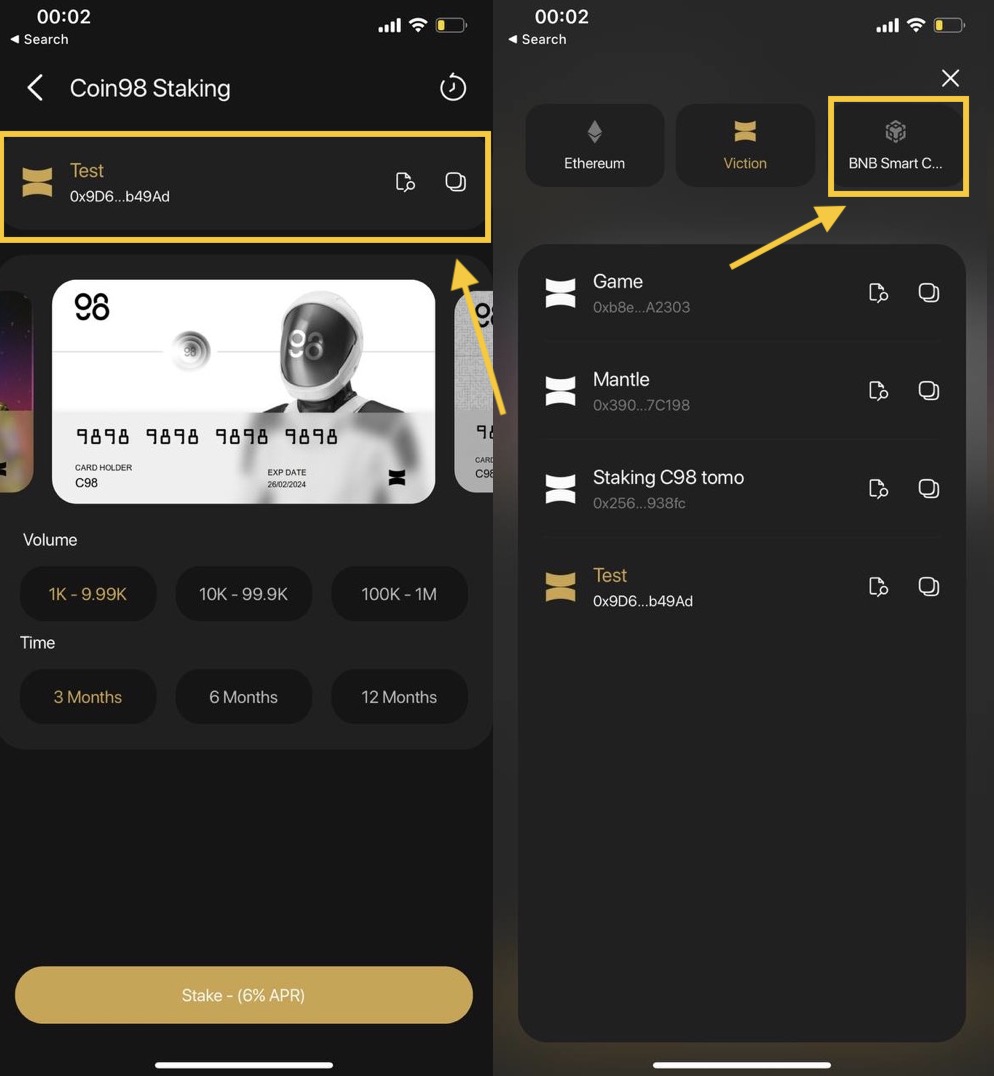 00:02
◀ Search
Coin98 Staking
Test
0x9D6...b49Ad
98
98
98
9898 9898 9898 9898
CARD HOLDER
C98
EXP DATE
26/02/2024
Volume
1K - 9.99K
10K - 99.9K
100K - 1M
Time
3 Months
6 Months
12 Months
Stake - (6% APR)
00:02
◀ Search
Ethereum
Viction
BNB Smart C...
Game
0xb8e...A2303
Mantle
0x390...7C198
Staking C98 tomo
0x256...938fc
Test
0x9D6...b49Ad